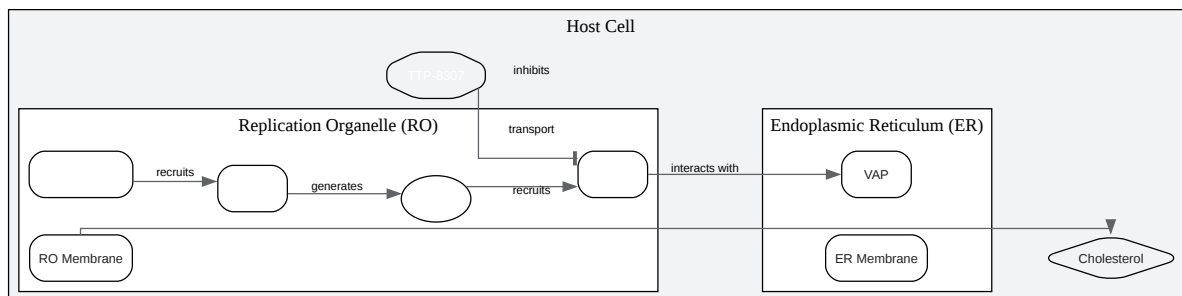 Host Cell
TTP-8307
inhibits
Replication Organelle (RO)
transport
Endoplasmic Reticulum (ER)
recruits
generates
recruits
interacts with
VAP
RO Membrane
ER Membrane
Cholesterol